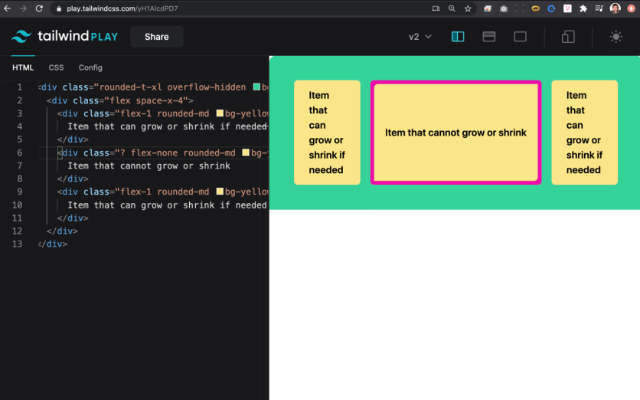 play.tailwindcss.com/yH1AIcdPD7
tailwind PLAY
Share
v2
HTML CSS Config
1 <div class="rounded-t-xl overflow-hidden
2 <div class="flex space-x-4">
3 <div class="flex-1 rounded-md bg-yellow
4 Item that can grow or shrink if needed
5 </div>
6 <div class="? flex-none rounded-md bg-y
7 Item that cannot grow or shrink
8 </div>
9 <div class="flex-1 rounded-md bg-yellow
10 Item that can grow or shrink if needed
11 </div>
12 </div>
13 </div>
Item
that
can
grow or
shrink if
needed
Item that cannot grow or shrink
Item
that
can
grow or
shrink if
needed